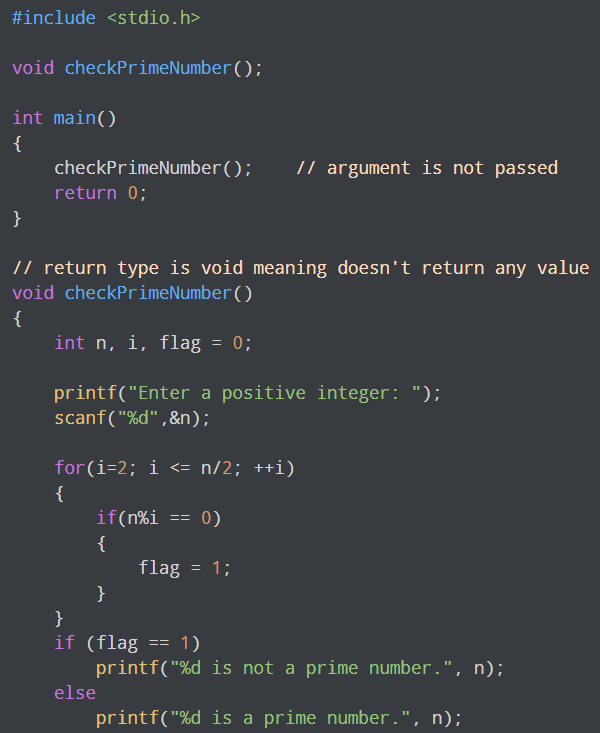 #include <stdio.h>

void checkPrimeNumber();

int main()
{
    checkPrimeNumber();    // argument is not passed
    return 0;
}

// return type is void meaning doesn't return any value
void checkPrimeNumber()
{
    int n, i, flag = 0;

    printf("Enter a positive integer: ");
    scanf("%d",&n);

    for(i=2; i <= n/2; ++i)
    {
        if(n%i == 0)
        {
            flag = 1;
        }
    }
    if (flag == 1)
        printf("%d is not a prime number.", n);
    else
        printf("%d is a prime number.", n);